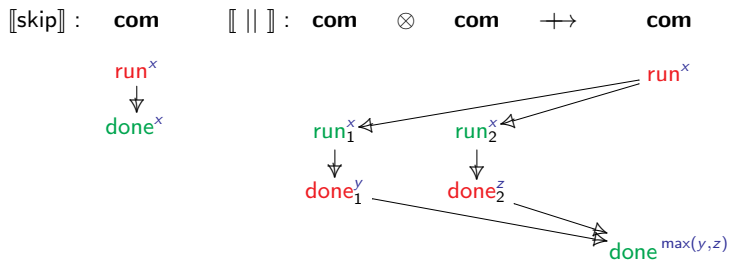 ⟦skip⟧ : com ⟦ || ⟧ : com ⊗ com ⇸ com
run^x run^x
done^x run_1^x run_2^x
done_1^y done_2^z
done^max(y,z)